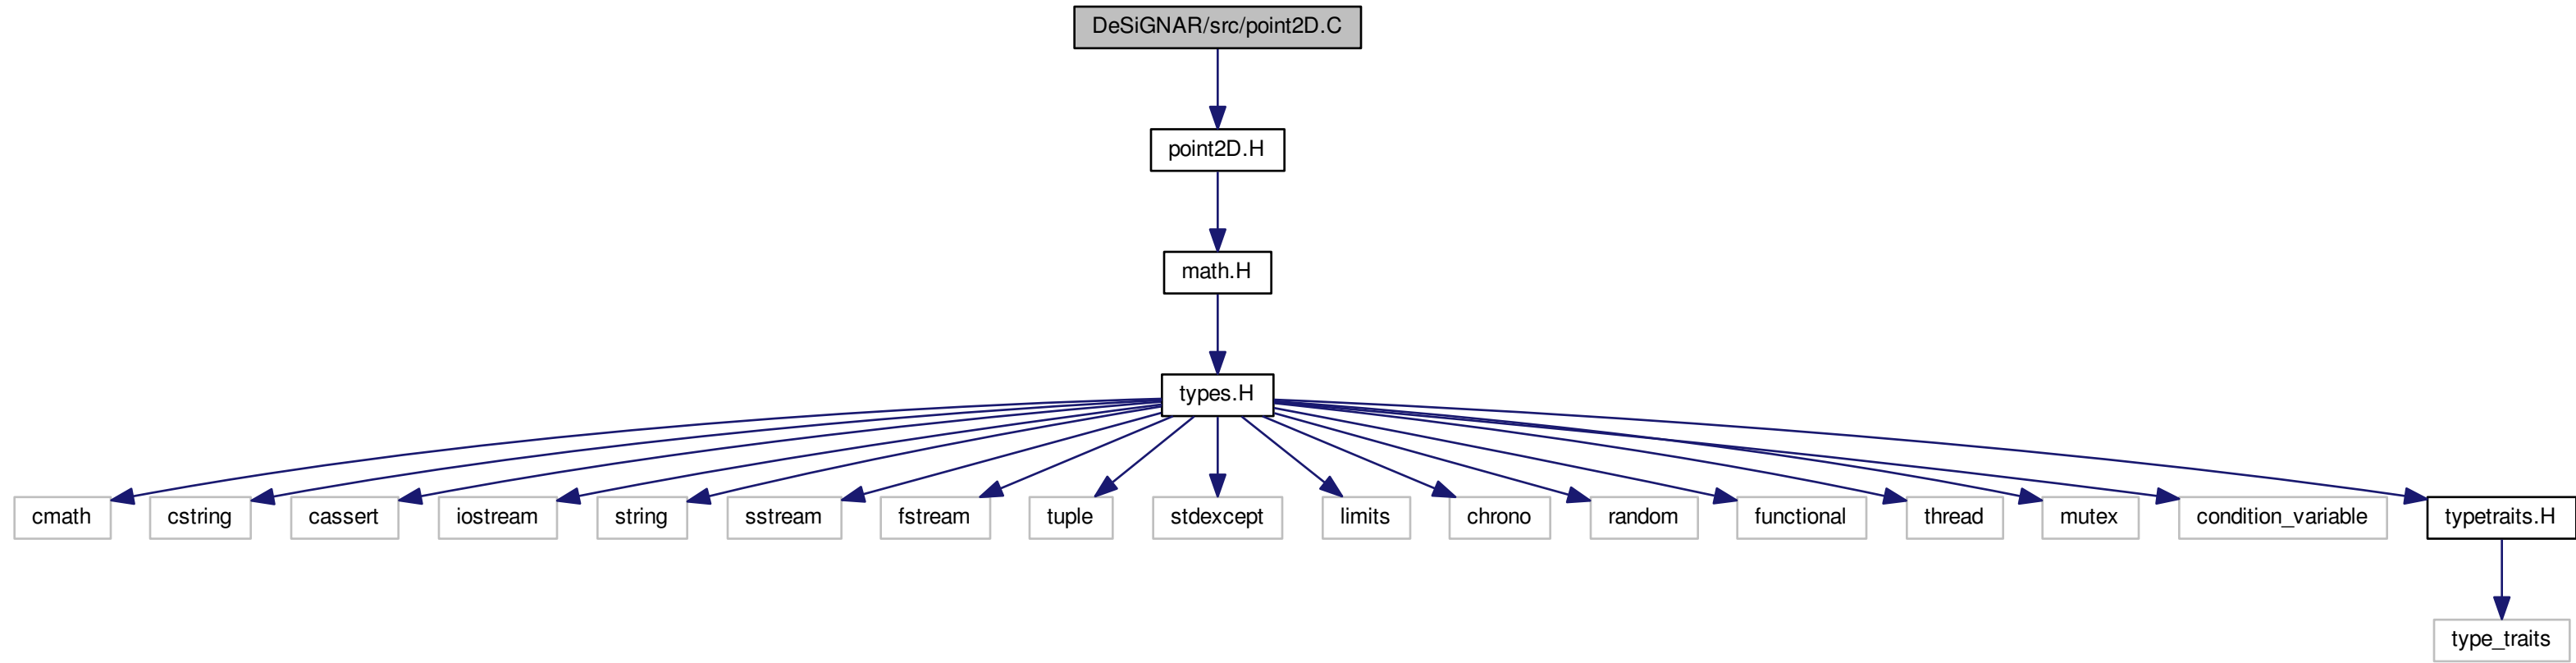 DeSiGNAR/src/point2D.C
point2D.H
math.H
types.H
cmath
cstring
cassert
iostream
string
sstream
fstream
tuple
stdexcept
limits
chrono
random
functional
thread
mutex
condition_variable
typetraits.H
type_traits